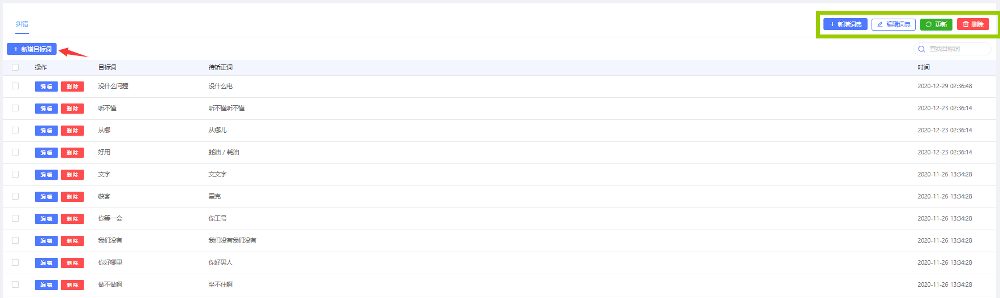 纠错
+ 新增词典 编辑词典 更新 删除
+ 新增目标词
查找目标词
操作 目标词 待矫正词 时间
编辑 删除 没什么问题 没什么电 2020-12-29 02:36:48
编辑 删除 听不懂 听不懂听不懂 2020-12-23 02:36:14
编辑 删除 从哪 从哪儿 2020-12-23 02:36:14
编辑 删除 好用 蚝油 / 耗油 2020-12-23 02:36:14
编辑 删除 文字 文文字 2020-11-26 13:34:28
编辑 删除 获客 霍克 2020-11-26 13:34:28
编辑 删除 你等一会 你工号 2020-11-26 13:34:28
编辑 删除 我们没有 我们没有我们没有 2020-11-26 13:34:28
编辑 删除 你好哪里 你好男人 2020-11-26 13:34:28
编辑 删除 做不做啊 坐不住啊 2020-11-26 13:34:28